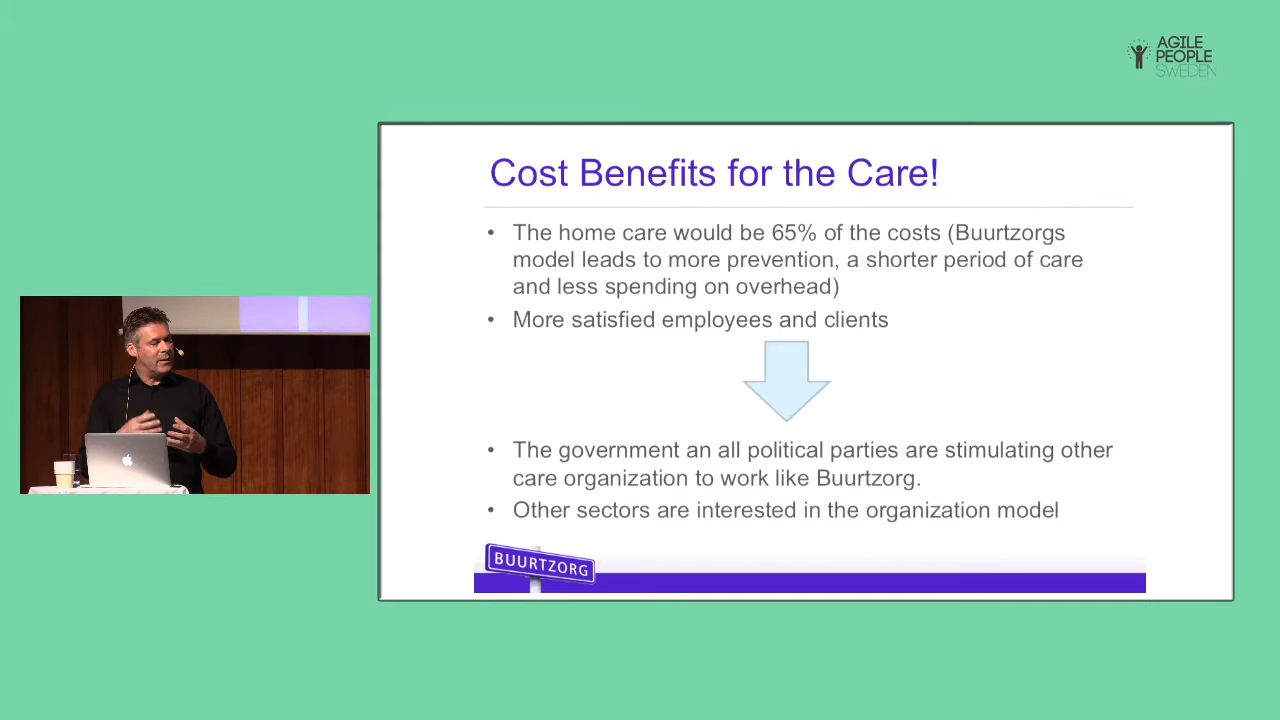 AGILE
PEOPLE
SWEDEN
Cost Benefits for the Care!
• The home care would be 65% of the costs (Buurtzorgs
model leads to more prevention, a shorter period of care
and less spending on overhead)
• More satisfied employees and clients
• The government an all political parties are stimulating other
care organization to work like Buurtzorg.
• Other sectors are interested in the organization model
BUURTZORG